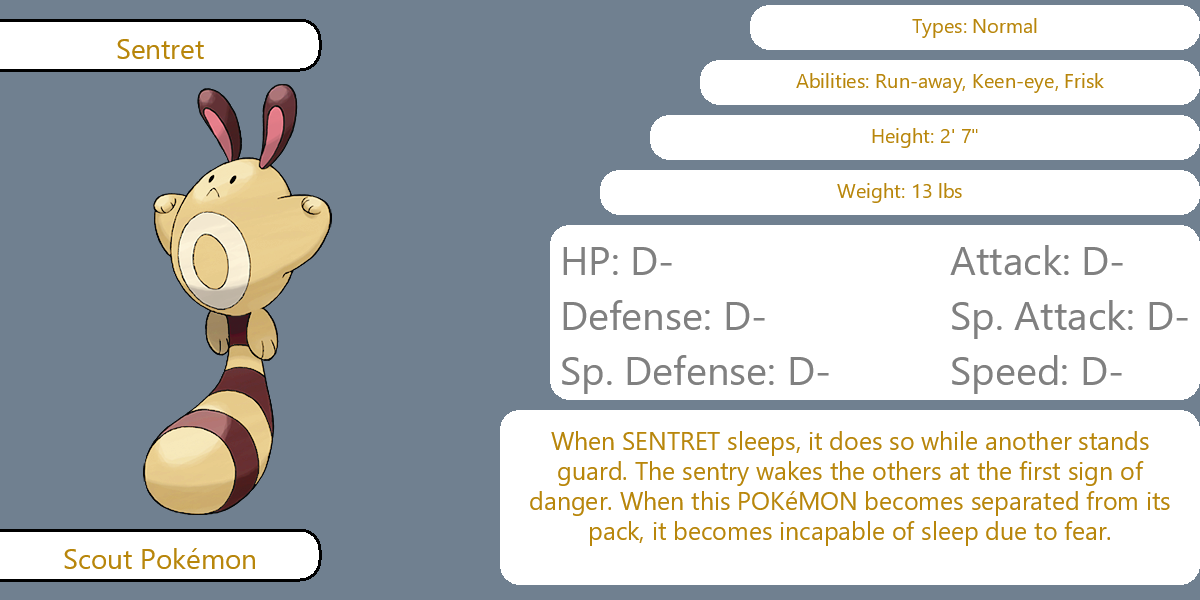 Sentret
Types: Normal
Abilities: Run-away, Keen-eye, Frisk
Height: 2' 7"
Weight: 13 lbs
HP: D-
Attack: D-
Defense: D-
Sp. Attack: D-
Sp. Defense: D-
Speed: D-
When SENTRET sleeps, it does so while another stands
guard. The sentry wakes the others at the first sign of
danger. When this POKéMON becomes separated from its
pack, it becomes incapable of sleep due to fear.
Scout Pokémon